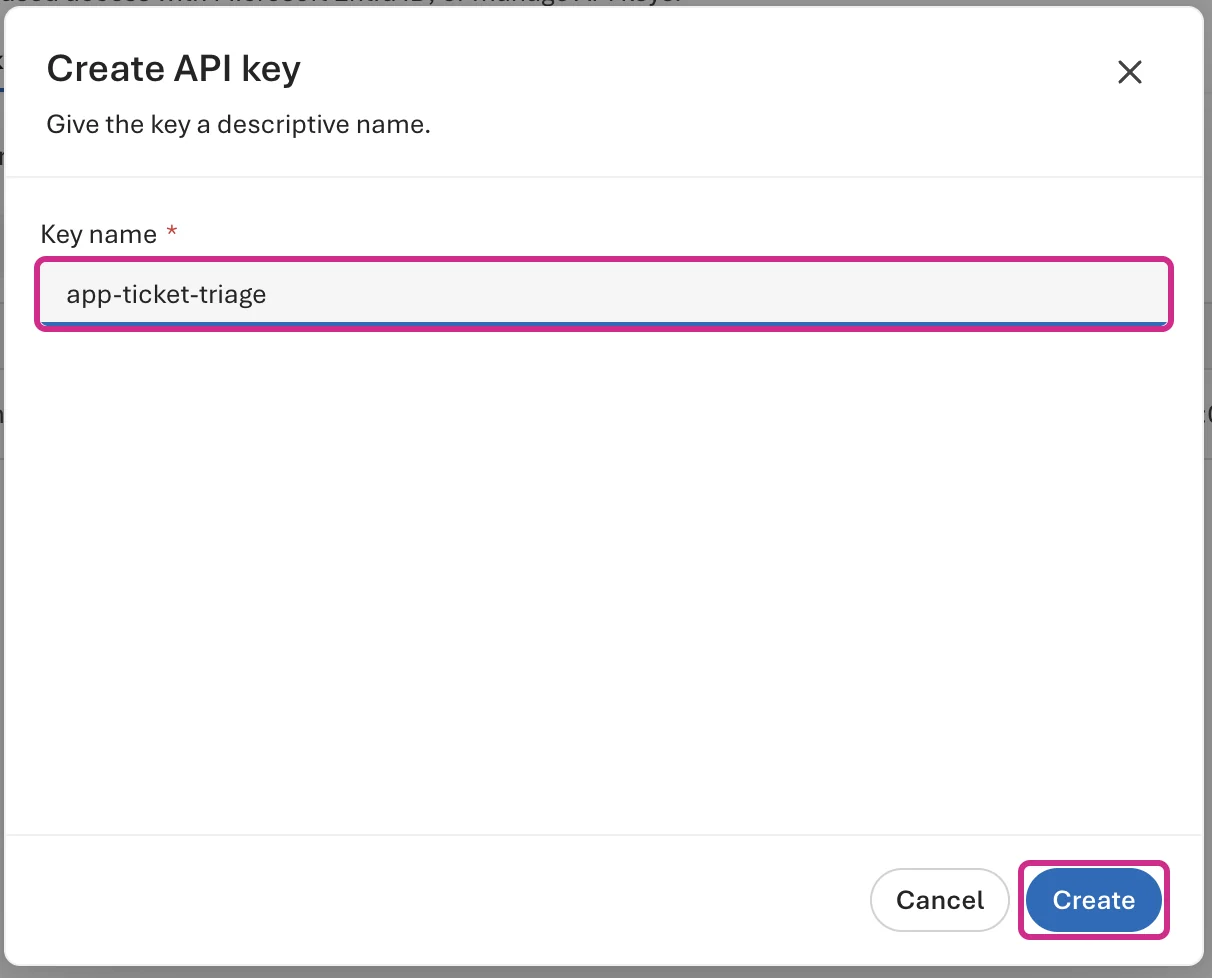 Create API key
Give the key a descriptive name.
Key name *
app-ticket-triage
Cancel
Create